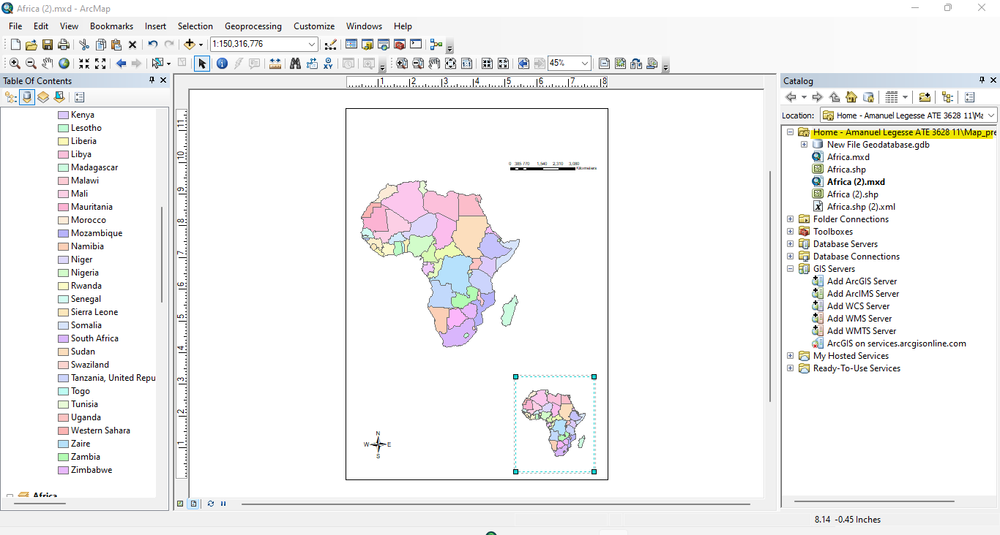 Africa (2).mxd - ArcMap
File Edit View Bookmarks Insert Selection Geoprocessing Customize Windows Help
1:150,316,776
45%
Table Of Contents
Kenya
Lesotho
Liberia
Libya
Madagascar
Malawi
Mali
Mauritania
Morocco
Mozambique
Namibia
Niger
Nigeria
Rwanda
Senegal
Sierra Leone
Somalia
South Africa
Sudan
Swaziland
Tanzania, United Repu
Togo
Tunisia
Uganda
Western Sahara
Zaire
Zambia
Zimbabwe
Africa
1 2 3 4 5 6 7 8
11
10
9
8
7
6
5
4
3
2
1
0 385 770 1,540 2,310 3,080
Kilometers
N
W E
S
Catalog
Location: Home - Amanuel Legesse ATE 3628 11\Ma
Home - Amanuel Legesse ATE 3628 11\Map_pre
New File Geodatabase.gdb
Africa.mxd
Africa.shp
Africa (2).mxd
Africa (2).shp
Africa.shp (2).xml
Folder Connections
Toolboxes
Database Servers
Database Connections
GIS Servers
Add ArcGIS Server
Add ArcIMS Server
Add WCS Server
Add WMS Server
Add WMTS Server
ArcGIS on services.arcgisonline.com
My Hosted Services
Ready-To-Use Services
8.14 -0.45 Inches